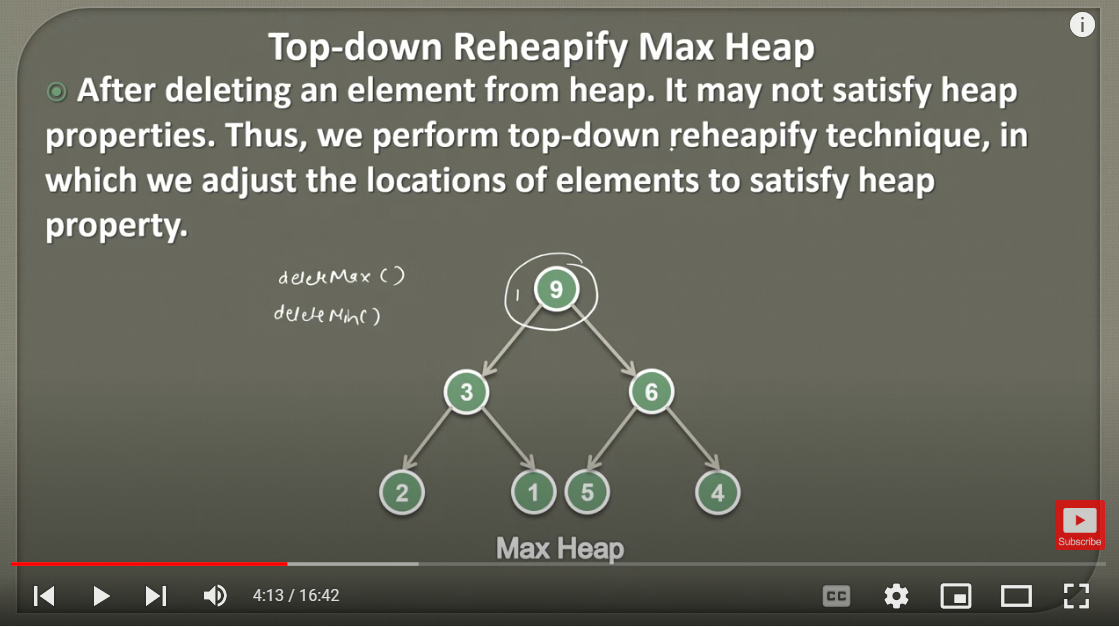 Top-down Reheapify Max Heap
After deleting an element from heap. It may not satisfy heap
properties. Thus, we perform top-down reheapify technique, in
which we adjust the locations of elements to satisfy heap
property.
deleteMax()
deleteMin()
1 9
3 6
2 1 5 4
Max Heap
Subscribe
4:13 / 16:42
CC
i